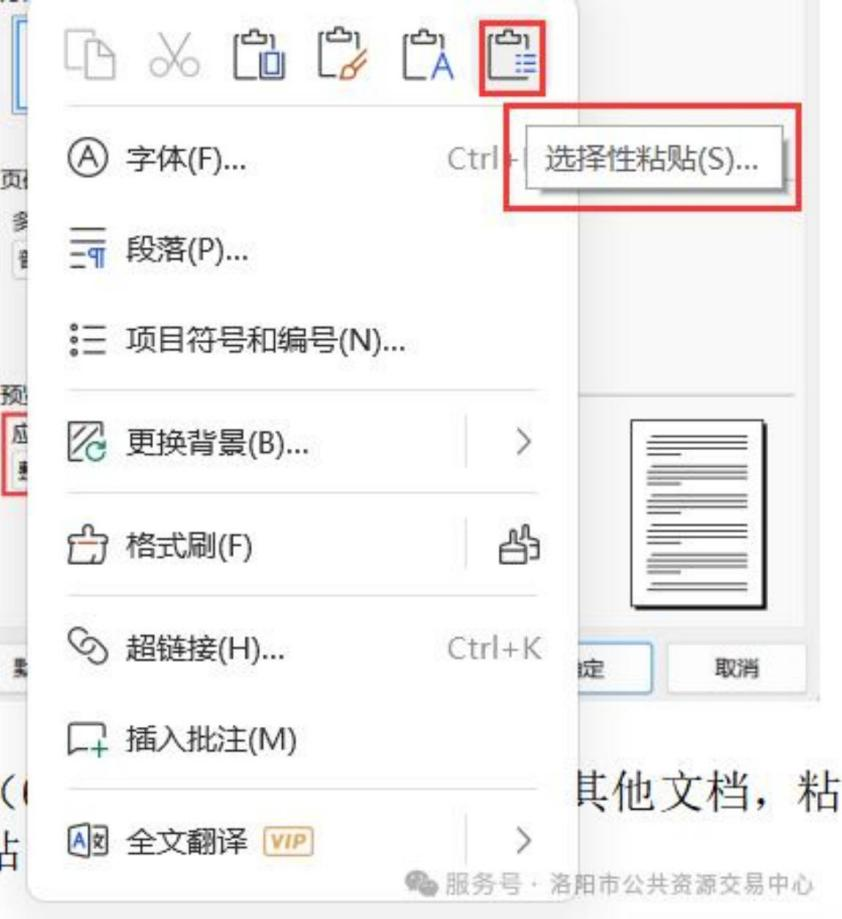 字体(F)...
Ctrl+
选择性粘贴(S)...
段落(P)...
项目符号和编号(N)...
更换背景(B)...
格式刷(F)
超链接(H)...
Ctrl+K
取消
插入批注(M)
其他文档，粘
全文翻译
VIP
服务号 · 洛阳市公共资源交易中心